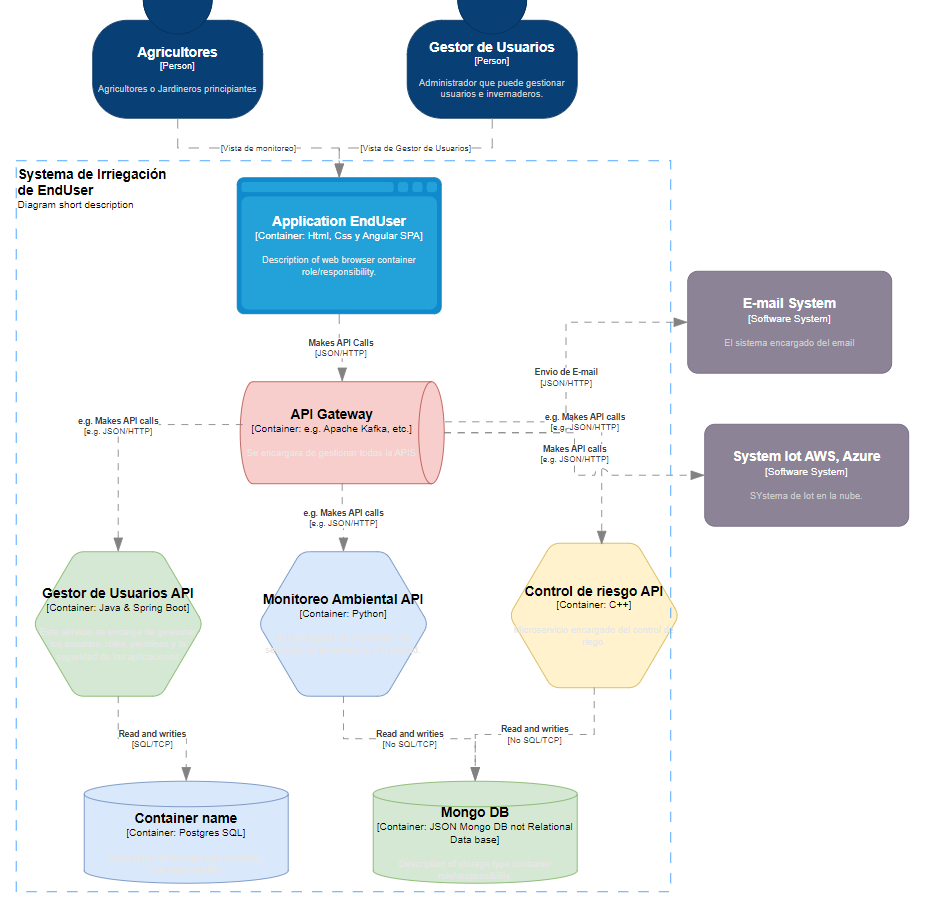 Agricultores
[Person]
Agricultores o Jardineros principiantes
Gestor de Usuarios
[Person]
Administrador que puede gestionar
usuarios e invernaderos.
[Vista de monitoreo]
[Vista de Gestor de Usuarios]
Systema de Irriegación
de EndUser
Diagram short description
Application EndUser
[Container: Html, Css y Angular SPA]
Description of web browser container
role/responsibility.
Makes API Calls
[JSON/HTTP]
E-mail System
[Software System]
El sistema encargado del email
Envio de E-mail
[JSON/HTTP]
API Gateway
[Container: e.g. Apache Kafka, etc.]
Se encargara de gestionar todas la APIS
e.g. Makes API calls
[e.g. JSON/HTTP]
e.g. Makes API calls
[e.g. JSON/HTTP]
Makes API calls
[e.g. JSON/HTTP]
System Iot AWS, Azure
[Software System]
SYstema de Iot en la nube.
e.g. Makes API calls
[e.g. JSON/HTTP]
Gestor de Usuarios API
[Container: Java & Spring Boot]
Monitoreo Ambiental API
[Container: Python]
Control de riesgo API
[Container: C++]
Microservicio encargado del control de
riego.
Read and writies
[SQL/TCP]
Read and writies
[No SQL/TCP]
Read and writies
[No SQL/TCP]
Container name
[Container: Postgres SQL]
Mongo DB
[Container: JSON Mongo DB not Relational
Data base]